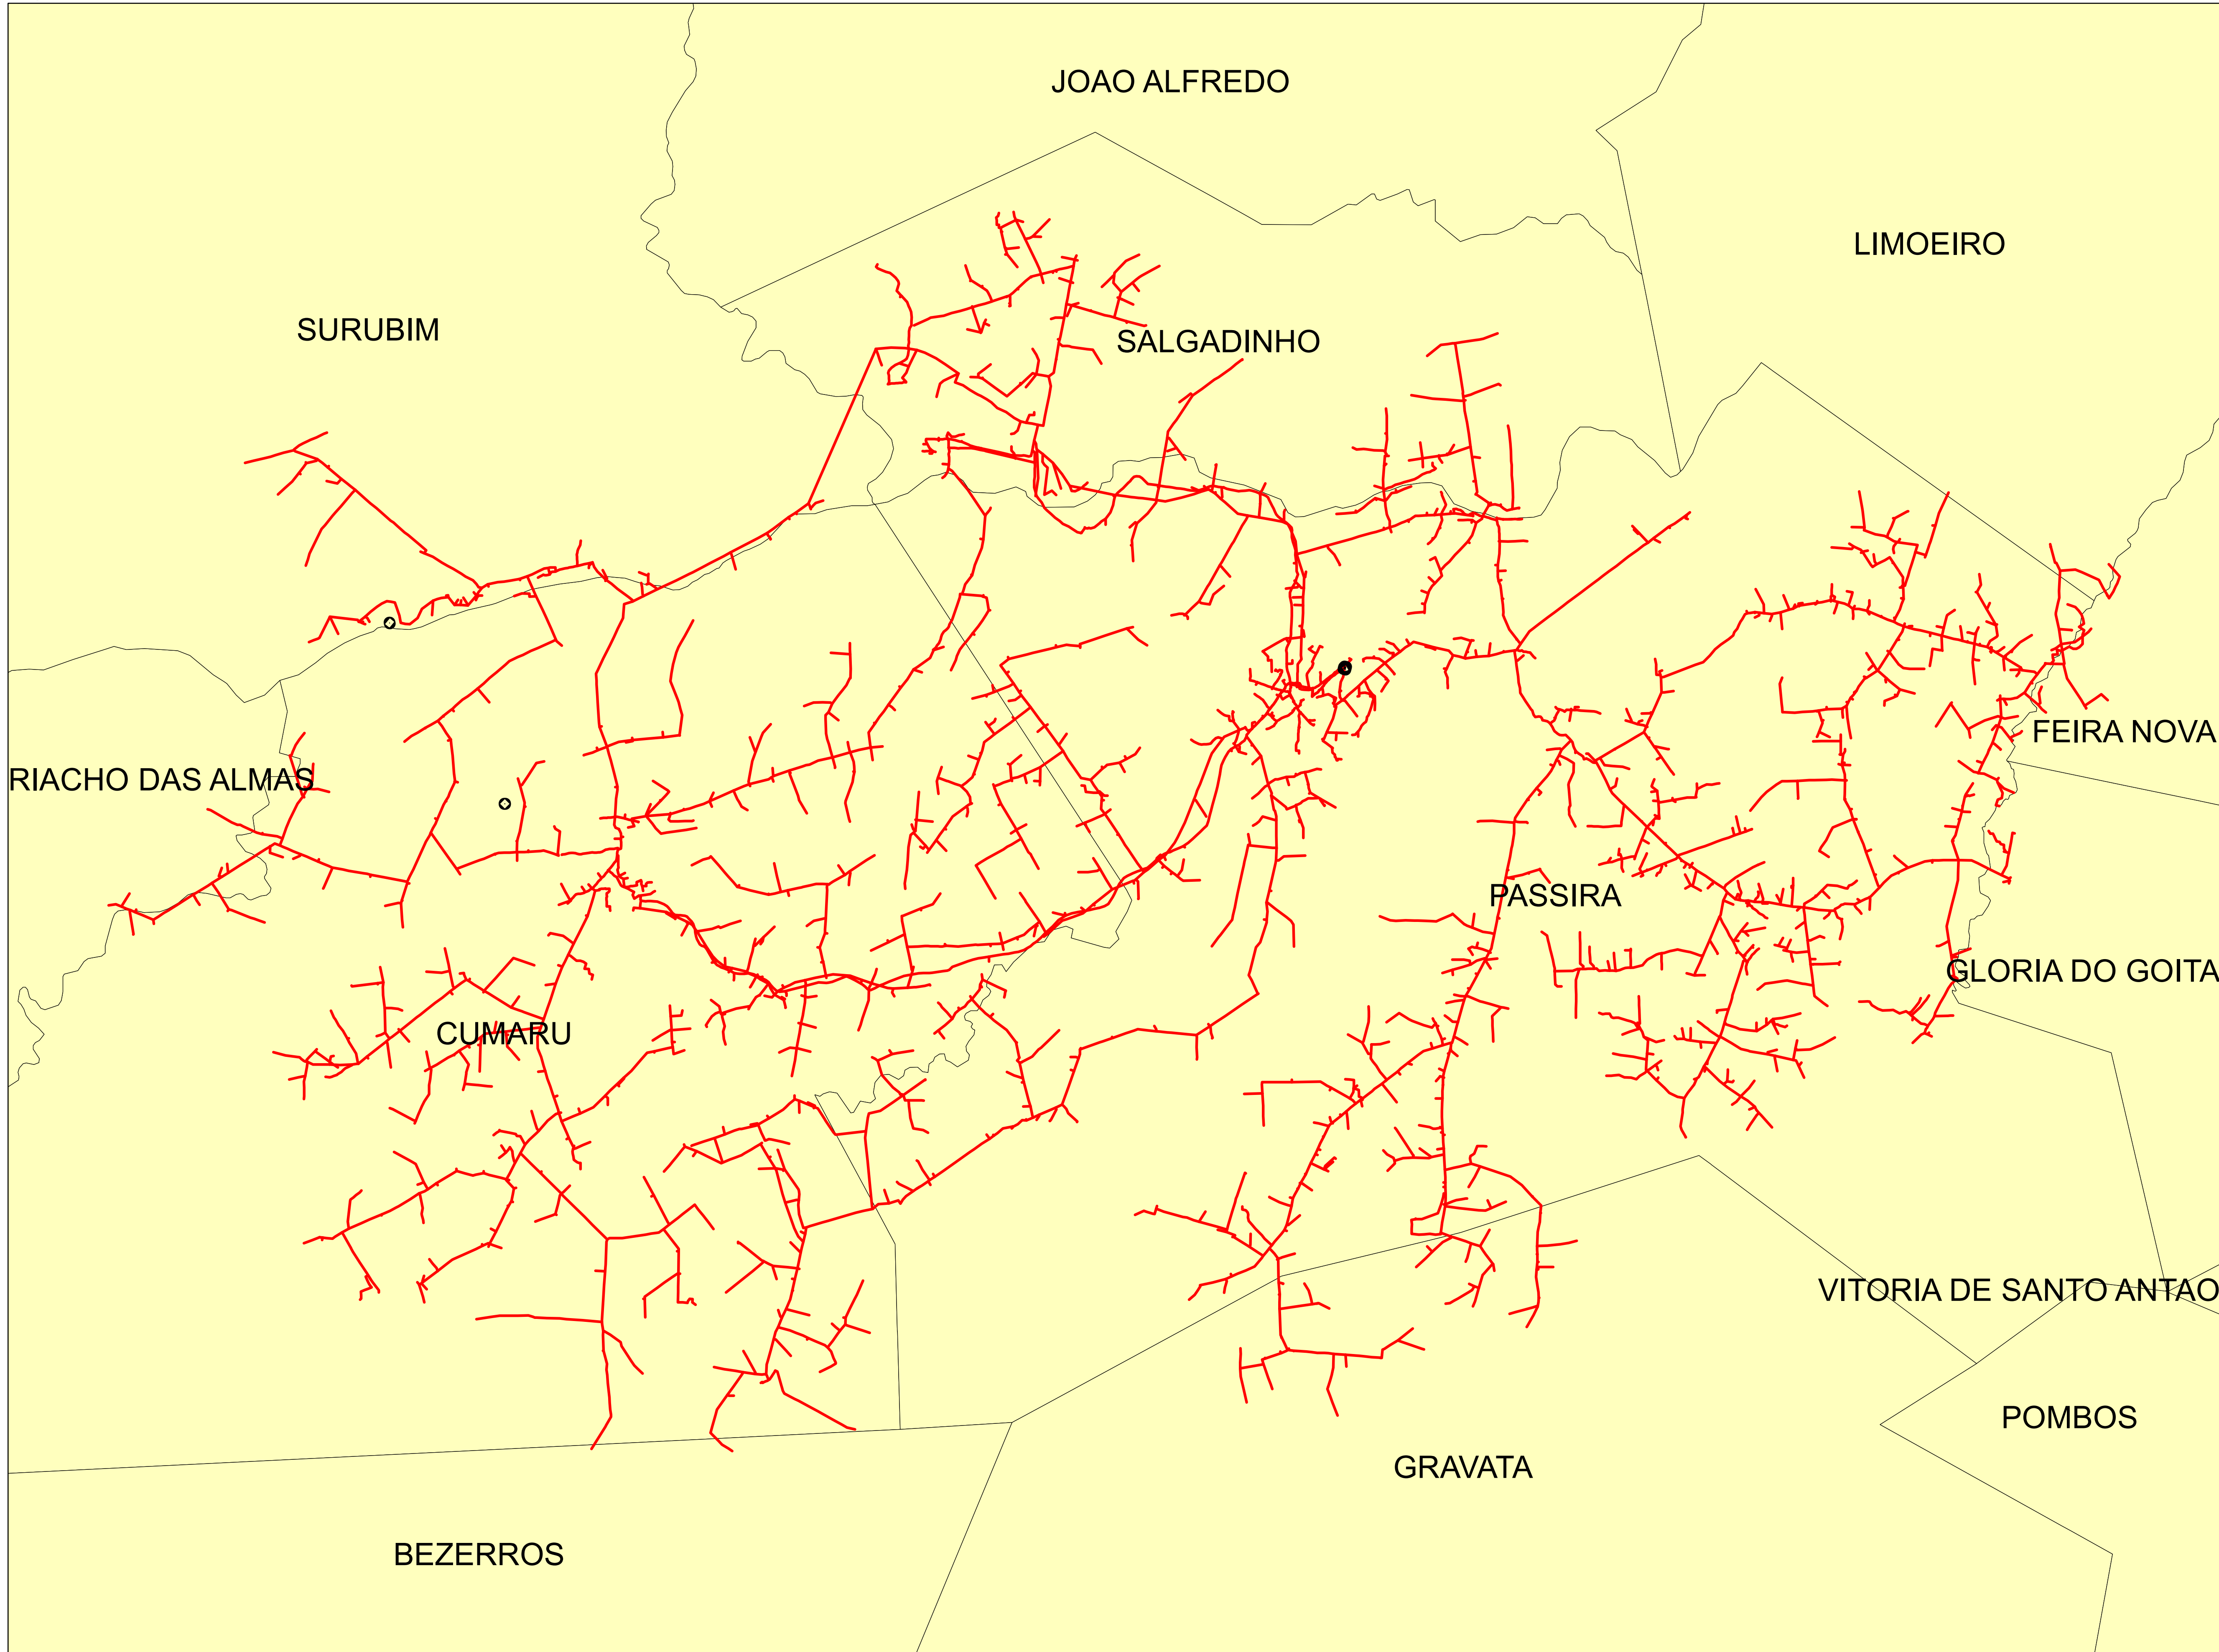 JOAO ALFREDO
LIMOEIRO
SURUBIM
SALGADINHO
FEIRA NOVA
RIACHO DAS ALMAS
PASSIRA
GLORIA DO GOITA
CUMARU
VITORIA DE SANTO ANTAO
POMBOS
GRAVATA
BEZERROS